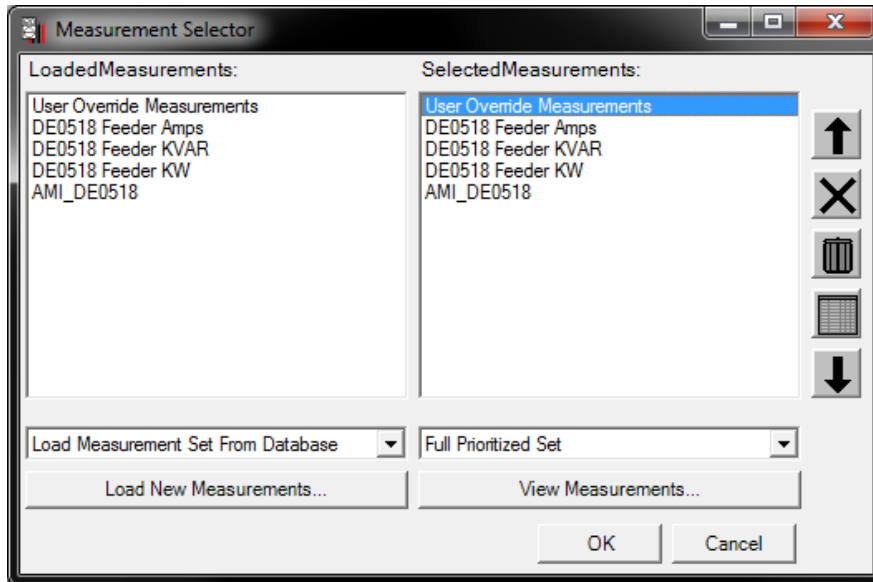 Measurement Selector
LoadedMeasurements:
SelectedMeasurements:
User Override Measurements
DE0518 Feeder Amps
DE0518 Feeder KVAR
DE0518 Feeder KW
AMI_DE0518
User Override Measurements
DE0518 Feeder Amps
DE0518 Feeder KVAR
DE0518 Feeder KW
AMI_DE0518
Load Measurement Set From Database
Full Prioritized Set
Load New Measurements...
View Measurements...
OK
Cancel